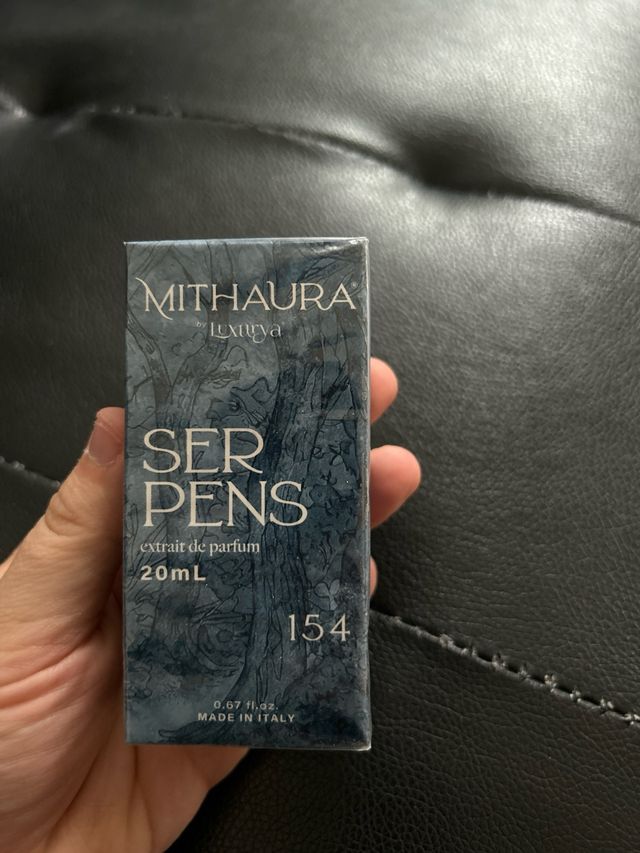 MITHAURA®
by Luxurya
SER
PENS
extrait de parfum
20mL
154
0.67 fl.oz.
MADE IN ITALY